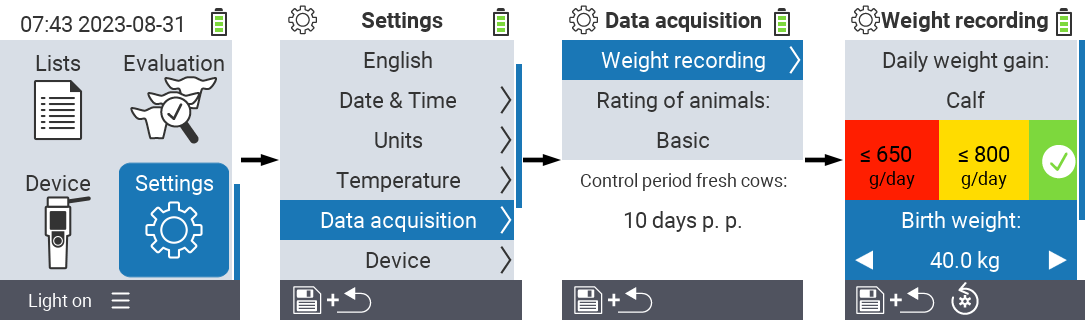 07:43 2023-08-31
Lists
Evaluation
Device
Settings
Light on
Settings
English
Date & Time
Units
Temperature
Data acquisition
Device
+
Data acquisition
Weight recording
Rating of animals:
Basic
Control period fresh cows:
10 days p. p.
+
Weight recording
Daily weight gain:
Calf
≤ 650
g/day
≤ 800
g/day
Birth weight:
40.0 kg
+